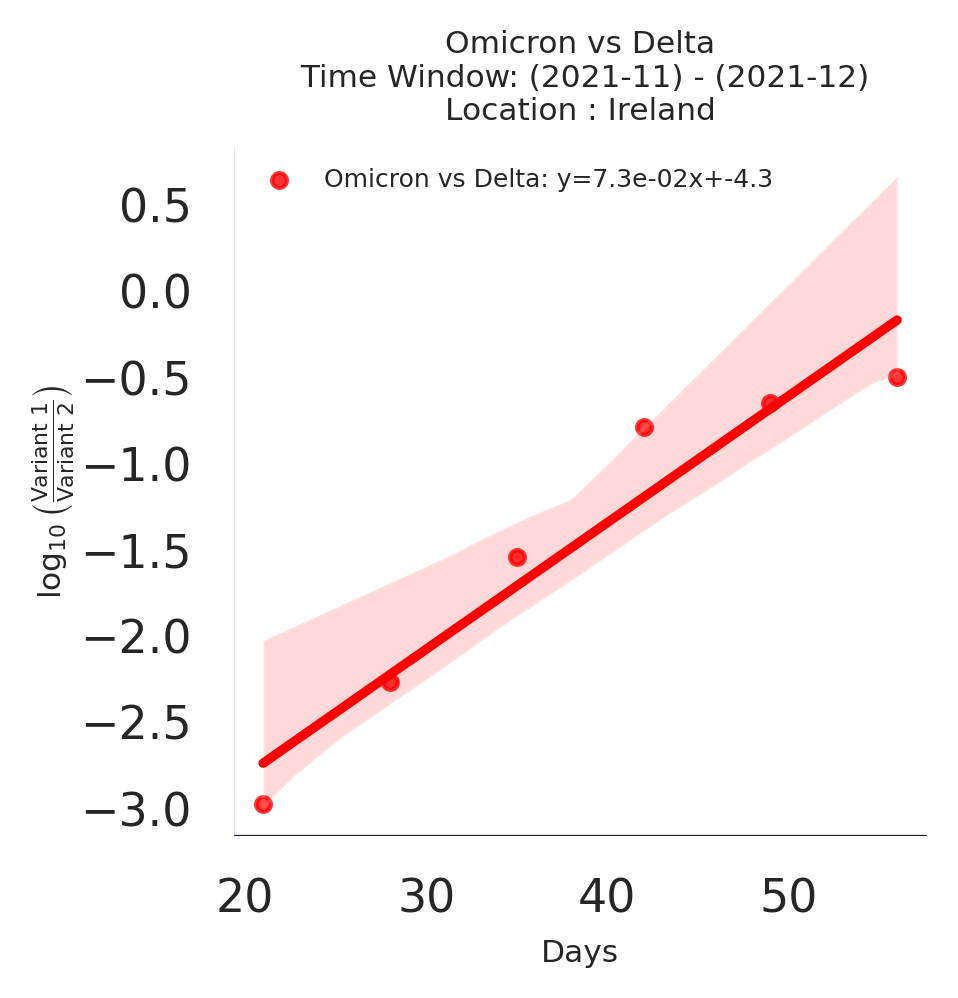 Omicron vs Delta
Time Window: (2021-11) - (2021-12)
Location : Ireland
Omicron vs Delta: y=7.3e-02x+-4.3
0.5
0.0
−0.5
−1.0
−1.5
−2.0
−2.5
−3.0
log10 (Variant 1 / Variant 2)
20 30 40 50
Days